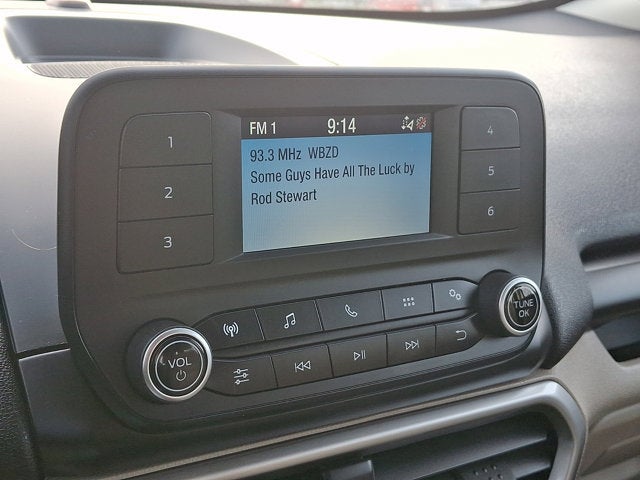 FM 1 9:14
93.3 MHz WBZD
Some Guys Have All The Luck by
Rod Stewart
1
2
3
4
5
6
VOL
TUNE
OK